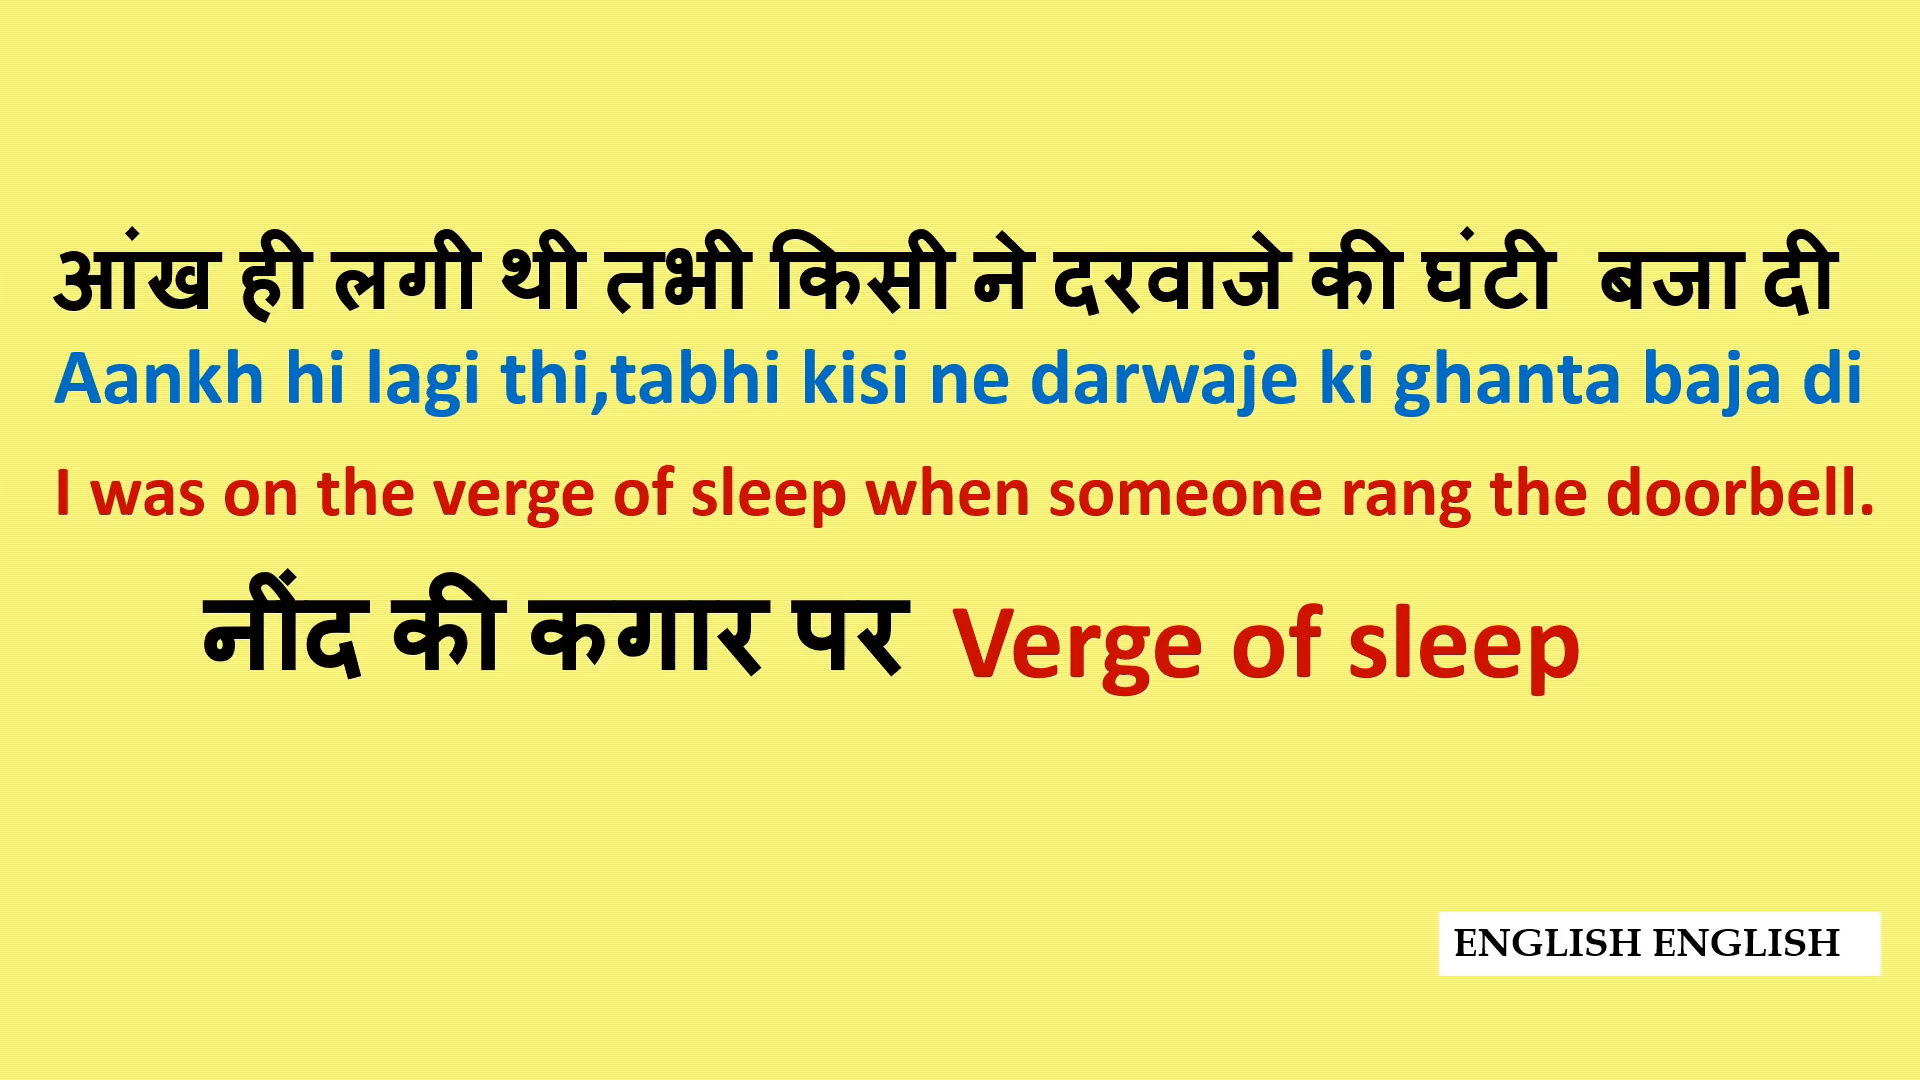 आंख ही लगी थी तभी किसी ने दरवाजे की घंटी  बजा दी
Aankh hi lagi thi,tabhi kisi ne darwaje ki ghanta baja di
I was on the verge of sleep when someone rang the doorbell.
नींद की कगार पर Verge of sleep
ENGLISH ENGLISH